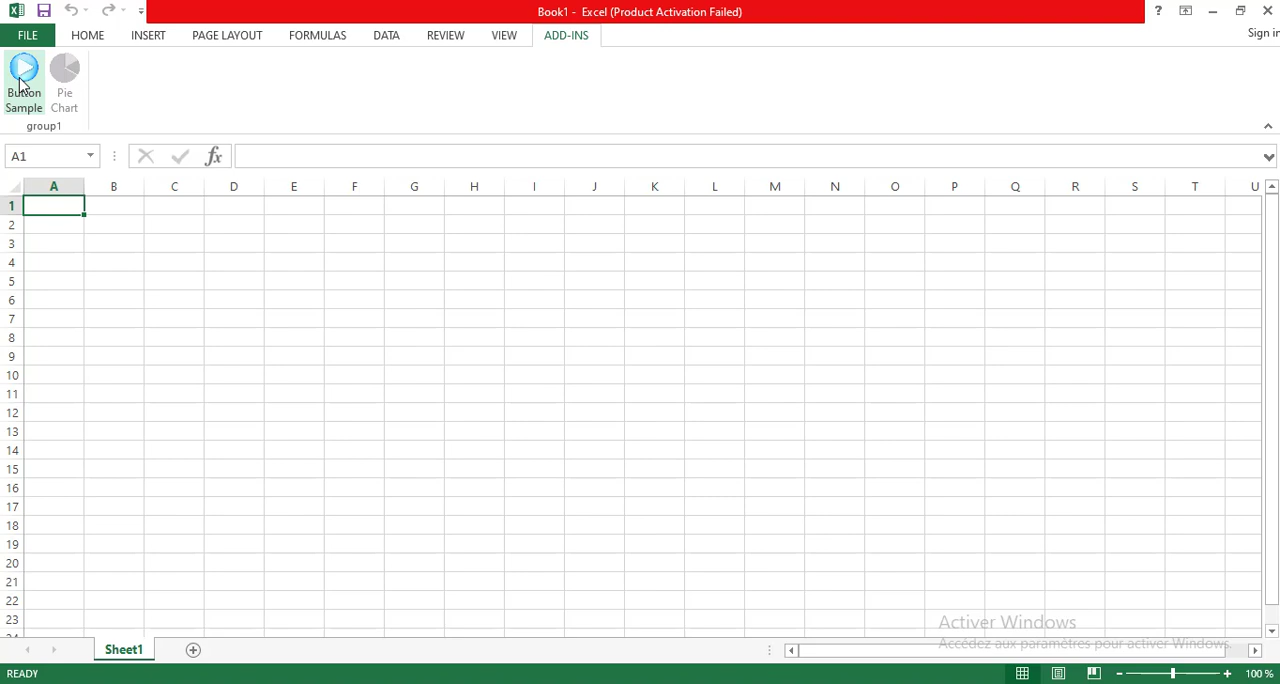 Book1 - Excel (Product Activation Failed)
?
FILE HOME INSERT PAGE LAYOUT FORMULAS DATA REVIEW VIEW ADD-INS
Sign in
Button Sample
Pie Chart
group1
A1
fx
A B C D E F G H I J K L M N O P Q R S T U
1
2
3
4
5
6
7
8
9
10
11
12
13
14
15
16
17
18
19
20
21
22
23
24
Activer Windows
Accédez aux paramètres pour activer Windows.
Sheet1
READY
100 %